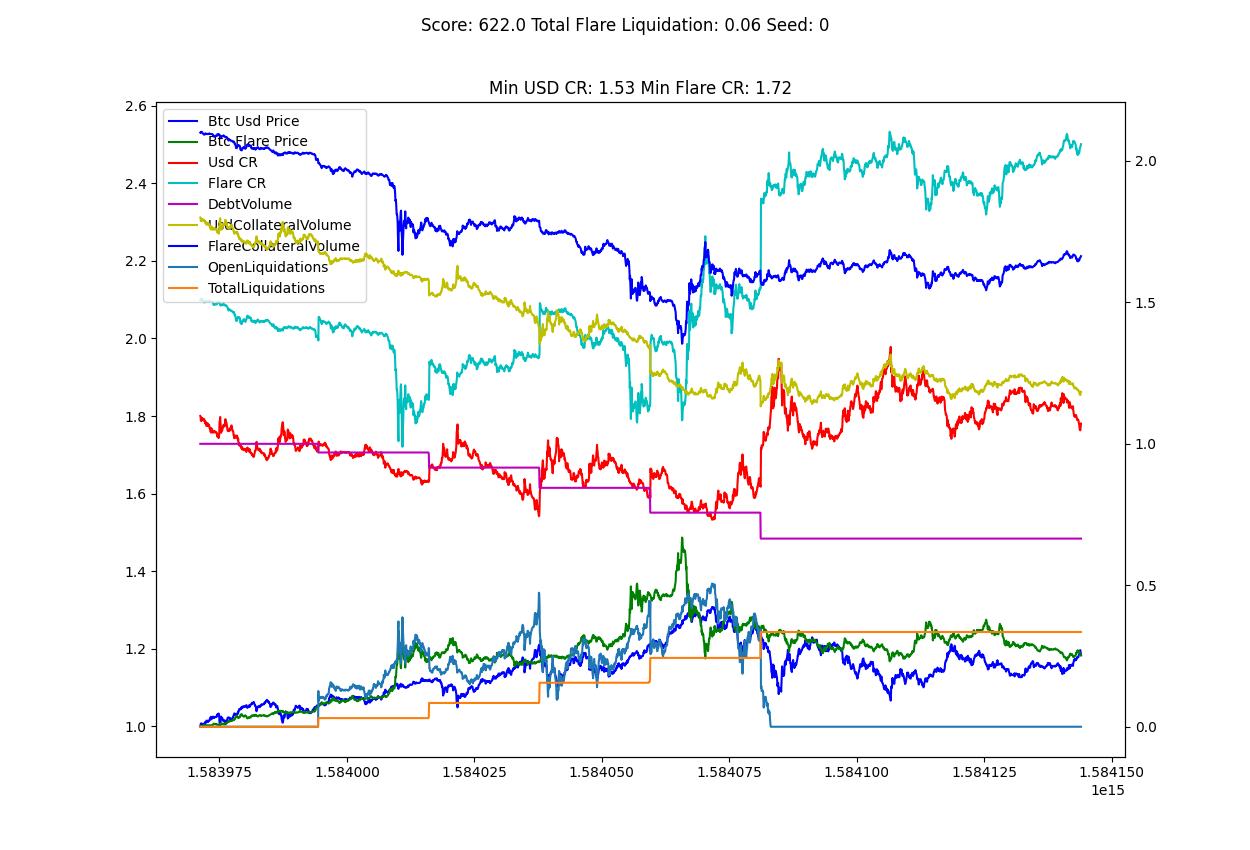 Score: 622.0 Total Flare Liquidation: 0.06 Seed: 0
Min USD CR: 1.53 Min Flare CR: 1.72
Btc Usd Price
Btc Flare Price
Usd CR
Flare CR
DebtVolume
UsdCollateralVolume
FlareCollateralVolume
OpenLiquidations
TotalLiquidations
2.6
2.4
2.2
2.0
1.8
1.6
1.4
1.2
1.0
2.0
1.5
1.0
0.5
0.0
1.583975 1.584000 1.584025 1.584050 1.584075 1.584100 1.584125 1.584150
1e15